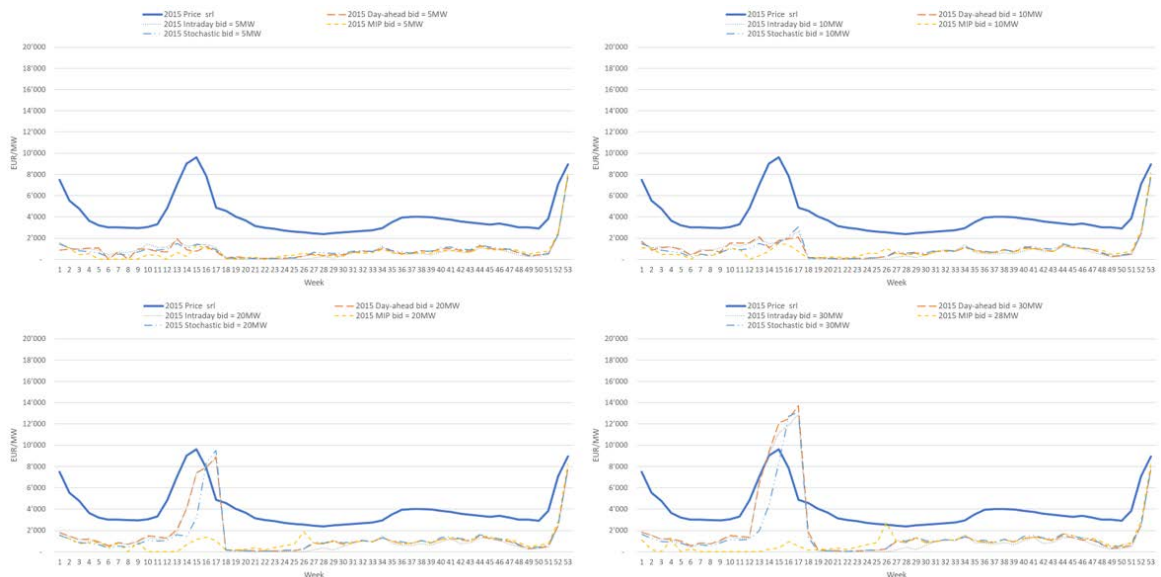 2015 Price srl
2015 Day-ahead bid = 5MW
2015 Intraday bid = 5MW
2015 MIP bid = 5MW
2015 Stochastic bid = 5MW
20'000
18'000
16'000
14'000
12'000
10'000
8'000
6'000
4'000
2'000
-
EUR/MW
1 2 3 4 5 6 7 8 9 10 11 12 13 14 15 16 17 18 19 20 21 22 23 24 25 26 27 28 29 30 31 32 33 34 35 36 37 38 39 40 41 42 43 44 45 46 47 48 49 50 51 52 53
Week
2015 Price srl
2015 Day-ahead bid = 10MW
2015 Intraday bid = 10MW
2015 MIP bid = 10MW
2015 Stochastic bid = 10MW
20'000
18'000
16'000
14'000
12'000
10'000
8'000
6'000
4'000
2'000
-
EUR/MW
1 2 3 4 5 6 7 8 9 10 11 12 13 14 15 16 17 18 19 20 21 22 23 24 25 26 27 28 29 30 31 32 33 34 35 36 37 38 39 40 41 42 43 44 45 46 47 48 49 50 51 52 53
Week
2015 Price srl
2015 Day-ahead bid = 20MW
2015 Intraday bid = 20MW
2015 MIP bid = 20MW
2015 Stochastic bid = 20MW
20'000
18'000
16'000
14'000
12'000
10'000
8'000
6'000
4'000
2'000
-
EUR/MW
1 2 3 4 5 6 7 8 9 10 11 12 13 14 15 16 17 18 19 20 21 22 23 24 25 26 27 28 29 30 31 32 33 34 35 36 37 38 39 40 41 42 43 44 45 46 47 48 49 50 51 52 53
Week
2015 Price srl
2015 Day-ahead bid = 30MW
2015 Intraday bid = 30MW
2015 MIP bid = 28MW
2015 Stochastic bid = 30MW
20'000
18'000
16'000
14'000
12'000
10'000
8'000
6'000
4'000
2'000
-
EUR/MW
1 2 3 4 5 6 7 8 9 10 11 12 13 14 15 16 17 18 19 20 21 22 23 24 25 26 27 28 29 30 31 32 33 34 35 36 37 38 39 40 41 42 43 44 45 46 47 48 49 50 51 52 53
Week